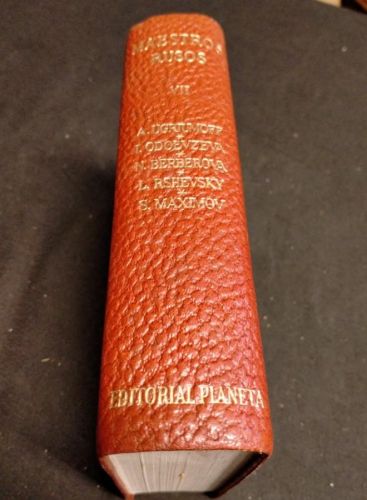 MAESTROS
RUSOS
VII
A. UGRIUMOFF
I. ODOEVZEVA
N. BERBEROVA
L. RSHEVSKY
S. MAXIMOV
EDITORIAL PLANETA